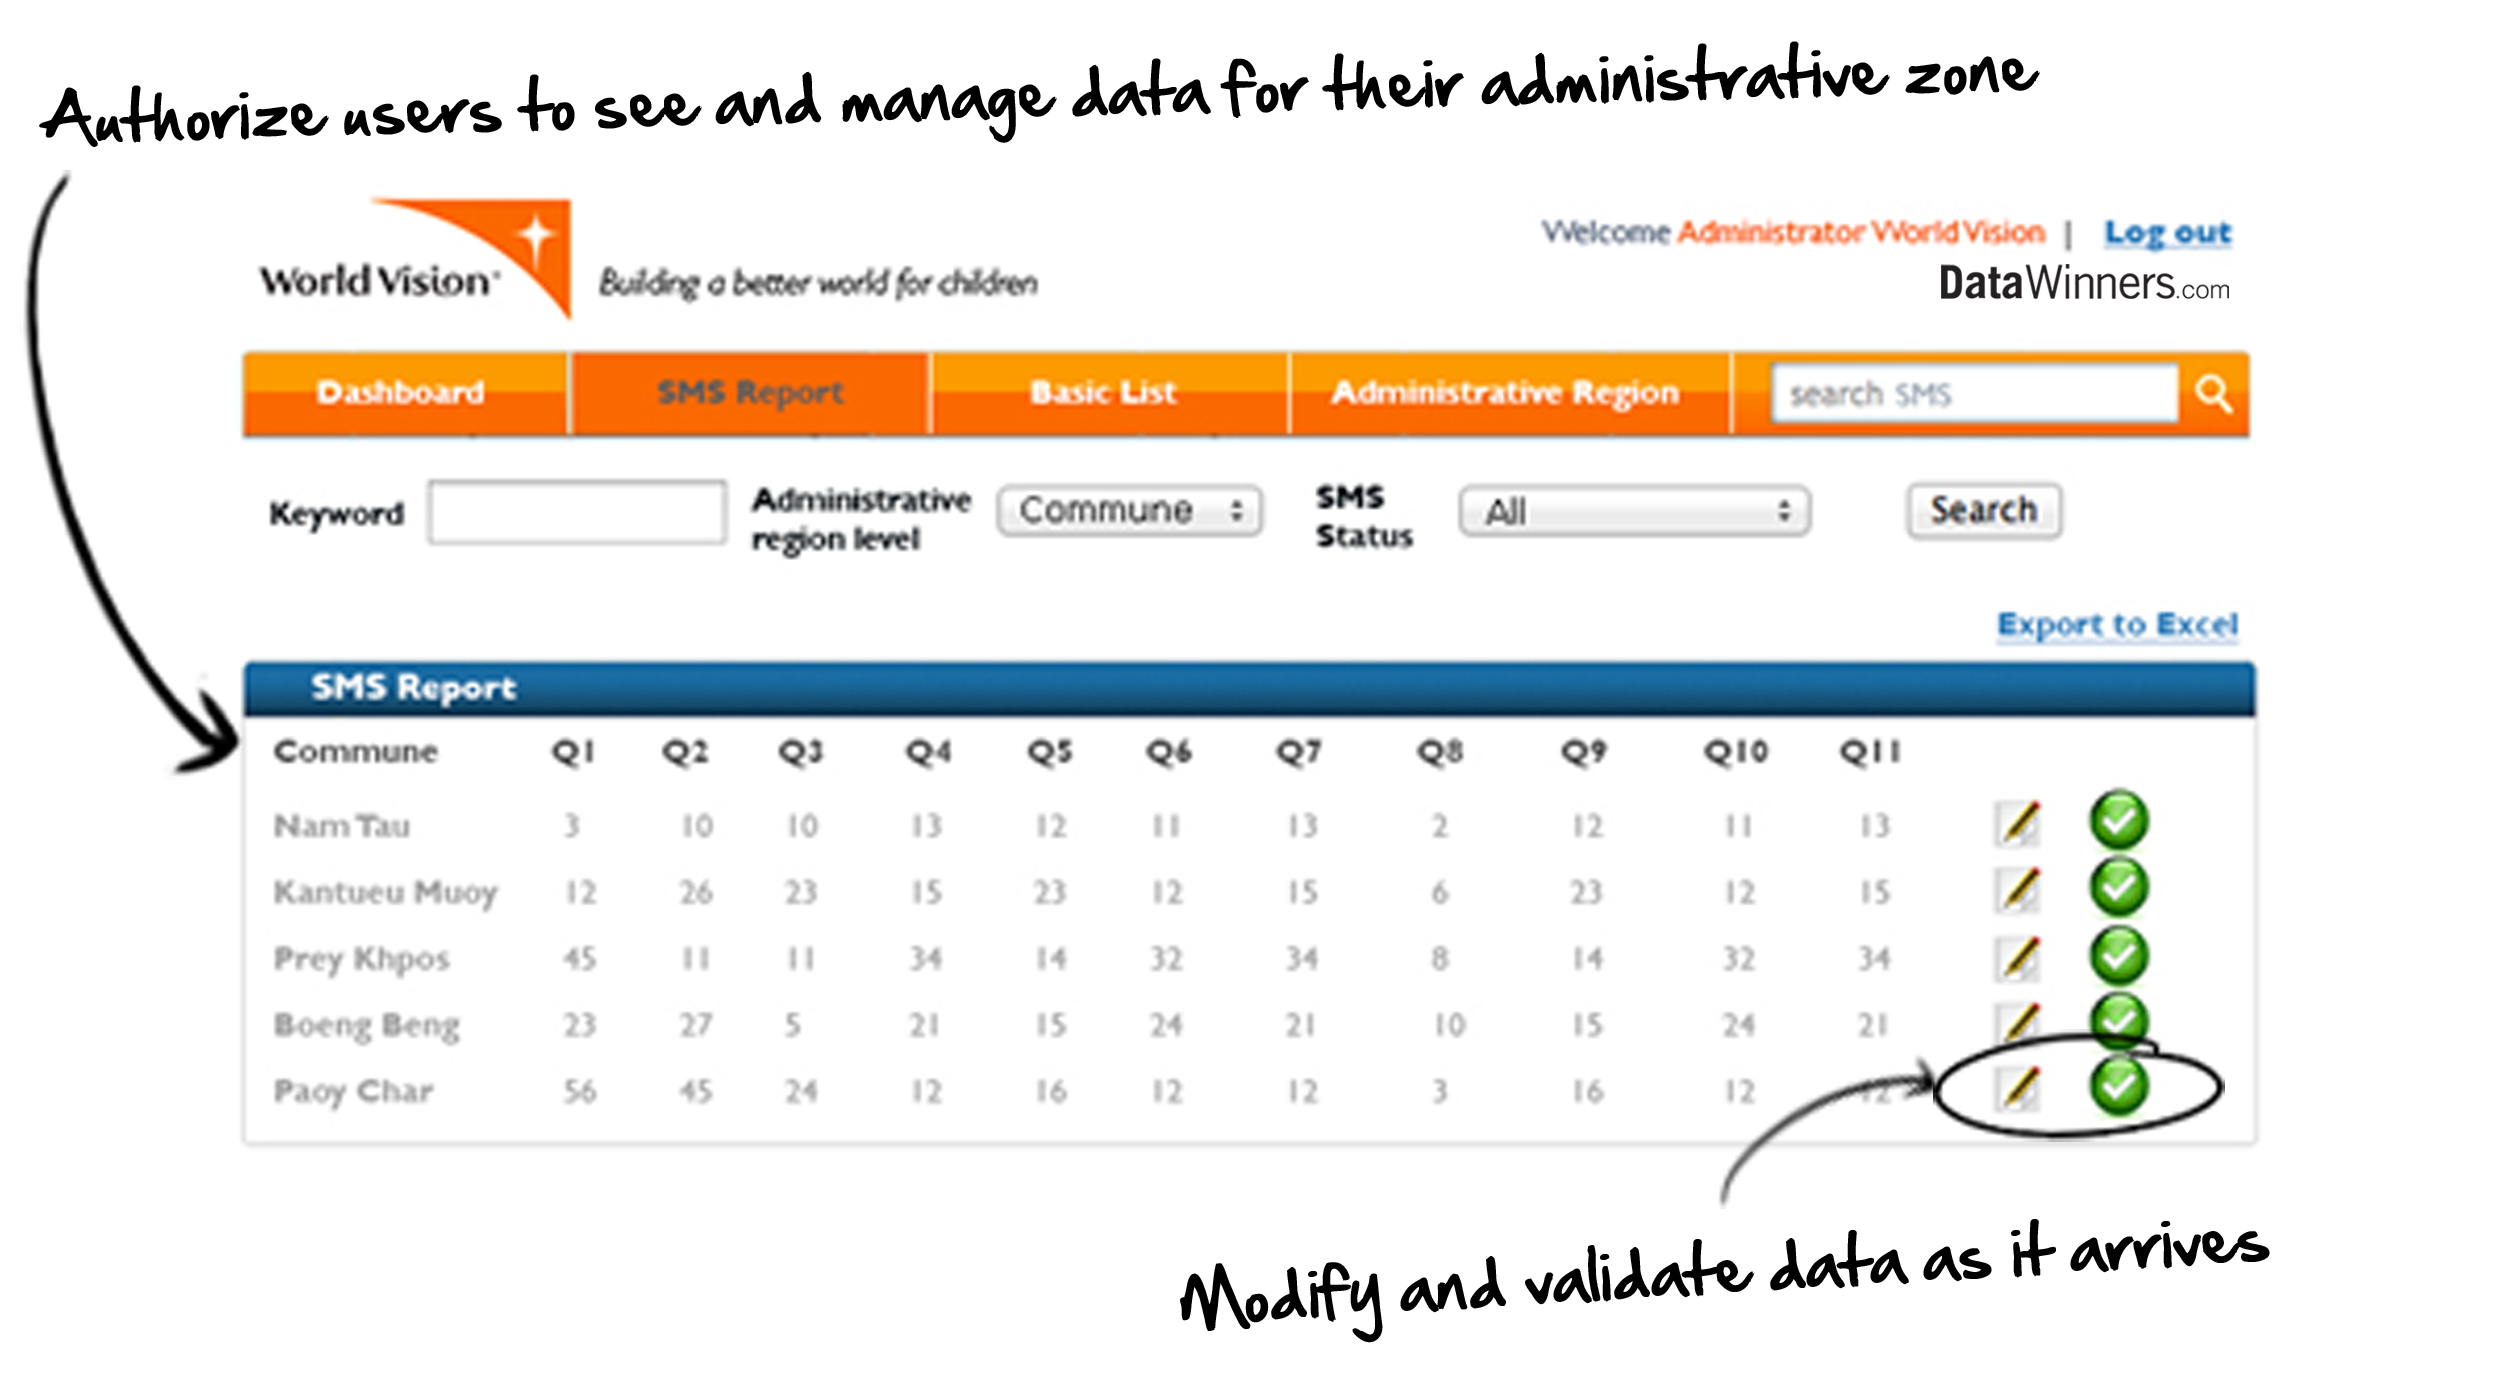 Authorize users to see and manage data for their administrative zone
Welcome Administrator World Vision | Log out
World Vision Building a better world for children
DataWinners.com
Dashboard SMS Report Basic List Administrative Region search SMS
Keyword Administrative region level Commune SMS Status All Search
Export to Excel
SMS Report
Commune Q1 Q2 Q3 Q4 Q5 Q6 Q7 Q8 Q9 Q10 Q11
Nam Tau 3 10 10 13 12 11 13 2 12 11 13
Kantueu Muoy 12 26 23 15 23 12 15 6 23 12 15
Prey Khpos 45 11 11 34 14 32 34 8 14 32 34
Boeng Beng 23 27 5 21 15 24 21 10 15 24 21
Paoy Char 56 45 24 12 16 12 12 3 16 12 12
Modify and validate data as it arrives